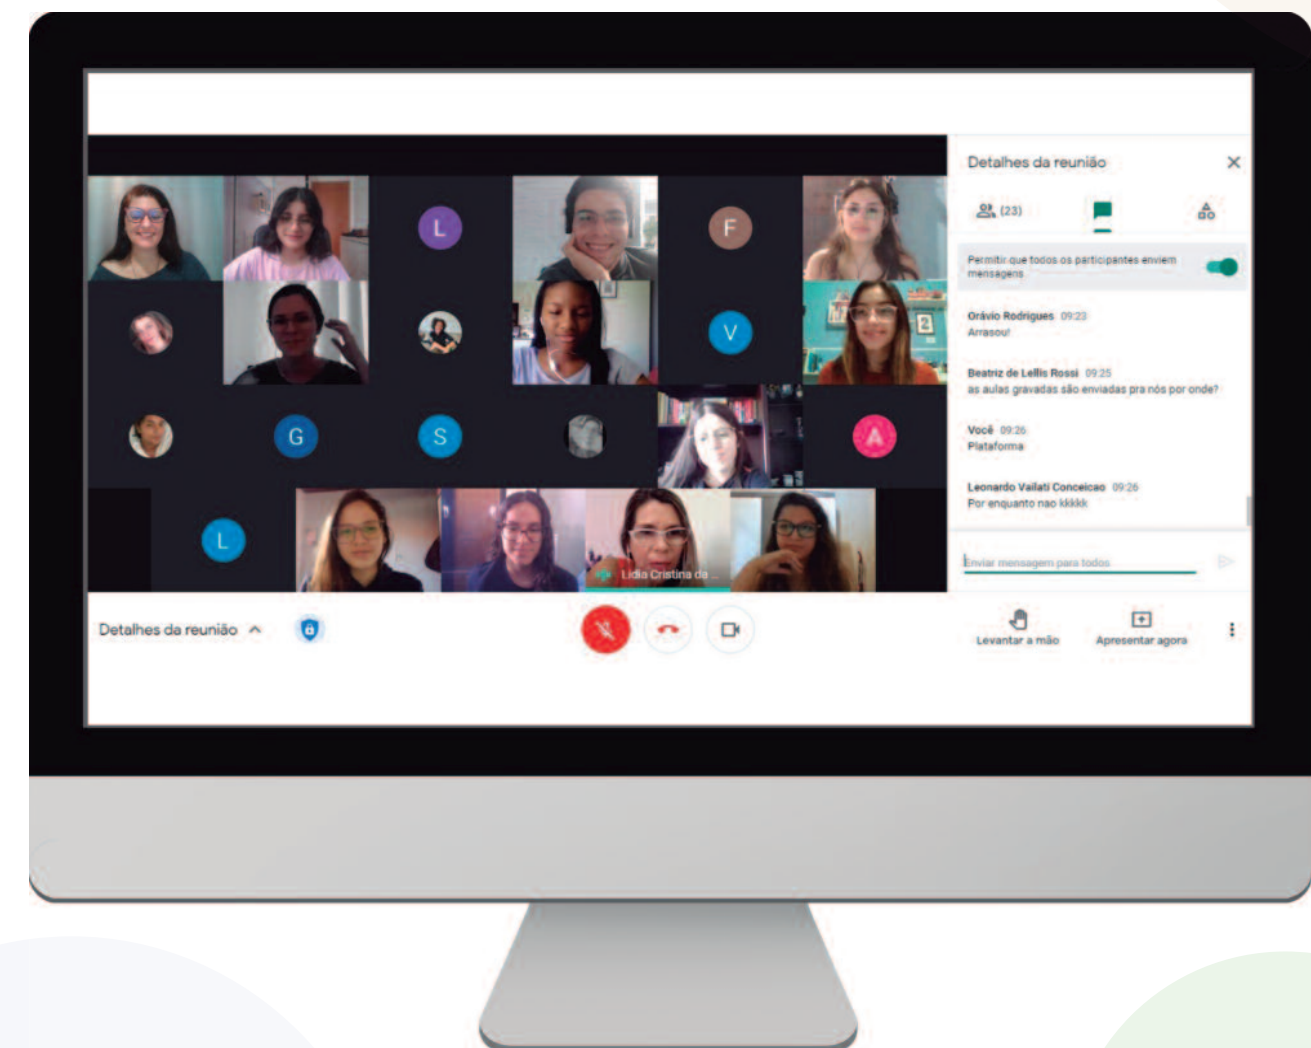 Detalhes da reunião
(23)
Permitir que todos os participantes enviem
mensagens
Orávio Rodrigues 09:23
Arrasou!
Beatriz de Lellis Rossi 09:25
as aulas gravadas são enviadas pra nós por onde?
Você 09:26
Plataforma
Leonardo Vailati Conceicao 09:26
Por enquanto nao kkkkk
Enviar mensagem para todos
L
F
V
2
G
S
A
L
Lidia Cristina da ...
Detalhes da reunião
Levantar a mão
Apresentar agora